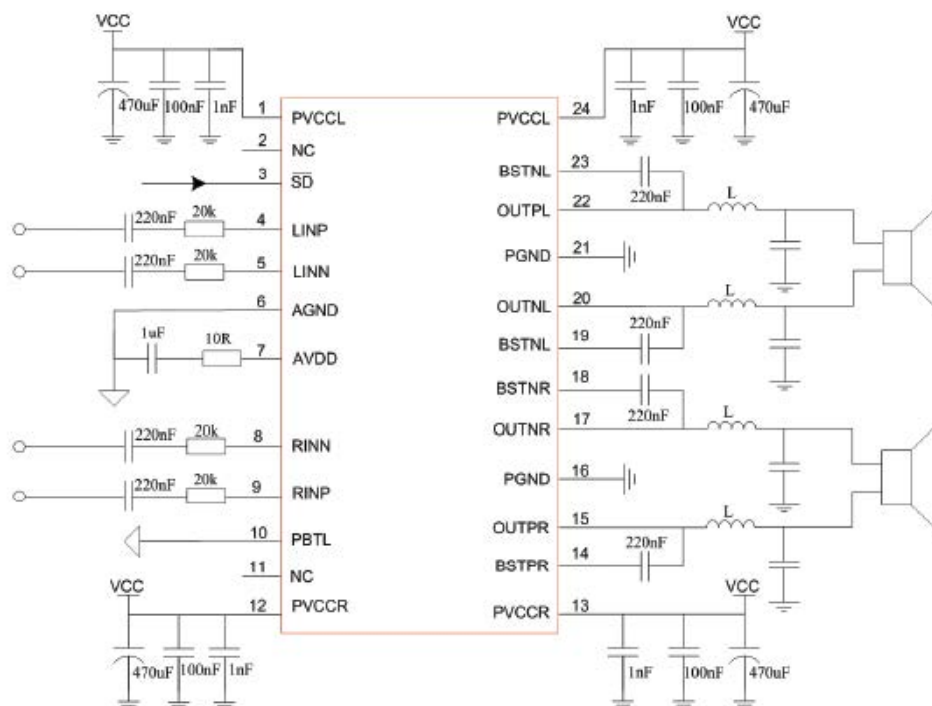 VCC
470uF 100nF 1nF
1 PVCCL
2 NC
3 SD
220nF 20k 4 LINP
220nF 20k 5 LINN
6 AGND
1uF 10R 7 AVDD
220nF 20k 8 RINN
220nF 20k 9 RINP
10 PBTL
11 NC
VCC
12 PVCCR
470uF 100nF 1nF
VCC
1nF 100nF 470uF
PVCCL 24
BSTNL 23
220nF
OUTPL 22 L
PGND 21
OUTNL 20 L
220nF
BSTNL 19
BSTNR 18
220nF
OUTNR 17 L
PGND 16
OUTPR 15 L
220nF
BSTPR 14
VCC
PVCCR 13
1nF 100nF 470uF